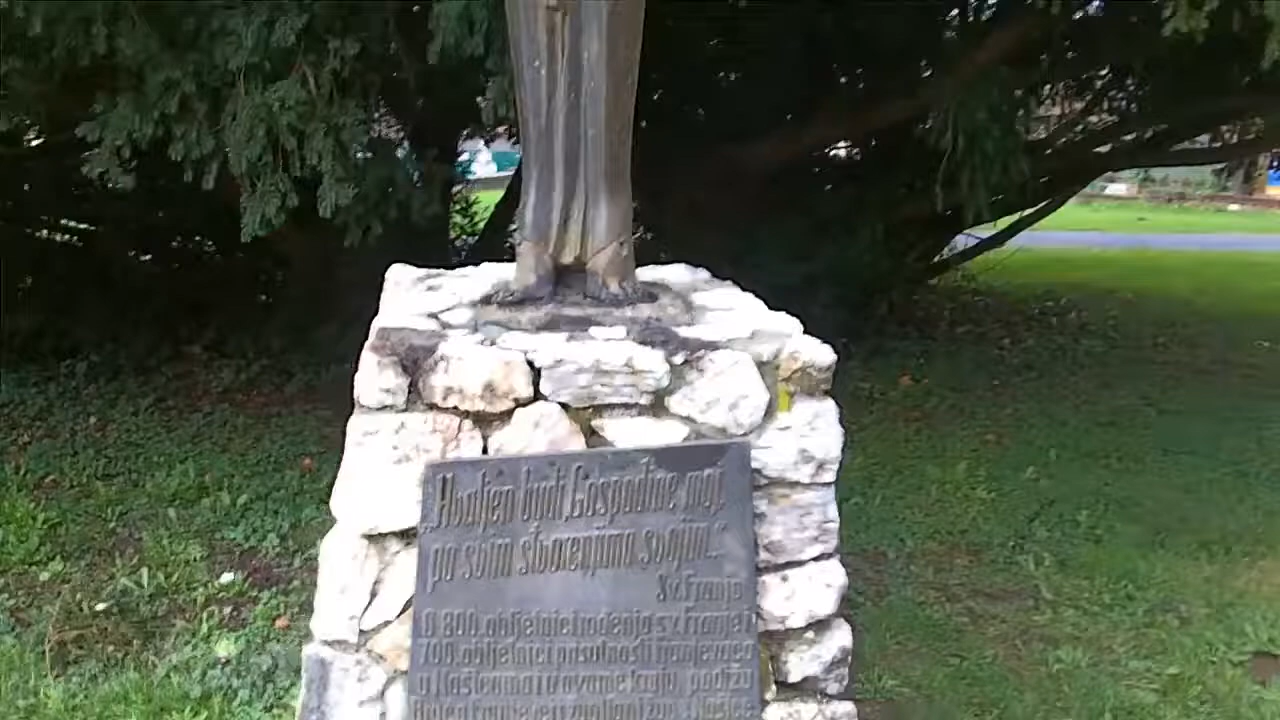 „Hvaljen budi, Gospodine moj,
po svim stvorenjima svojim.“
Sv. Franjo
O 800. obljetnici rođenja sv. Franje i
700. obljetnici prisutnosti franjevaca
u Našicama i u ovome kraju podižu